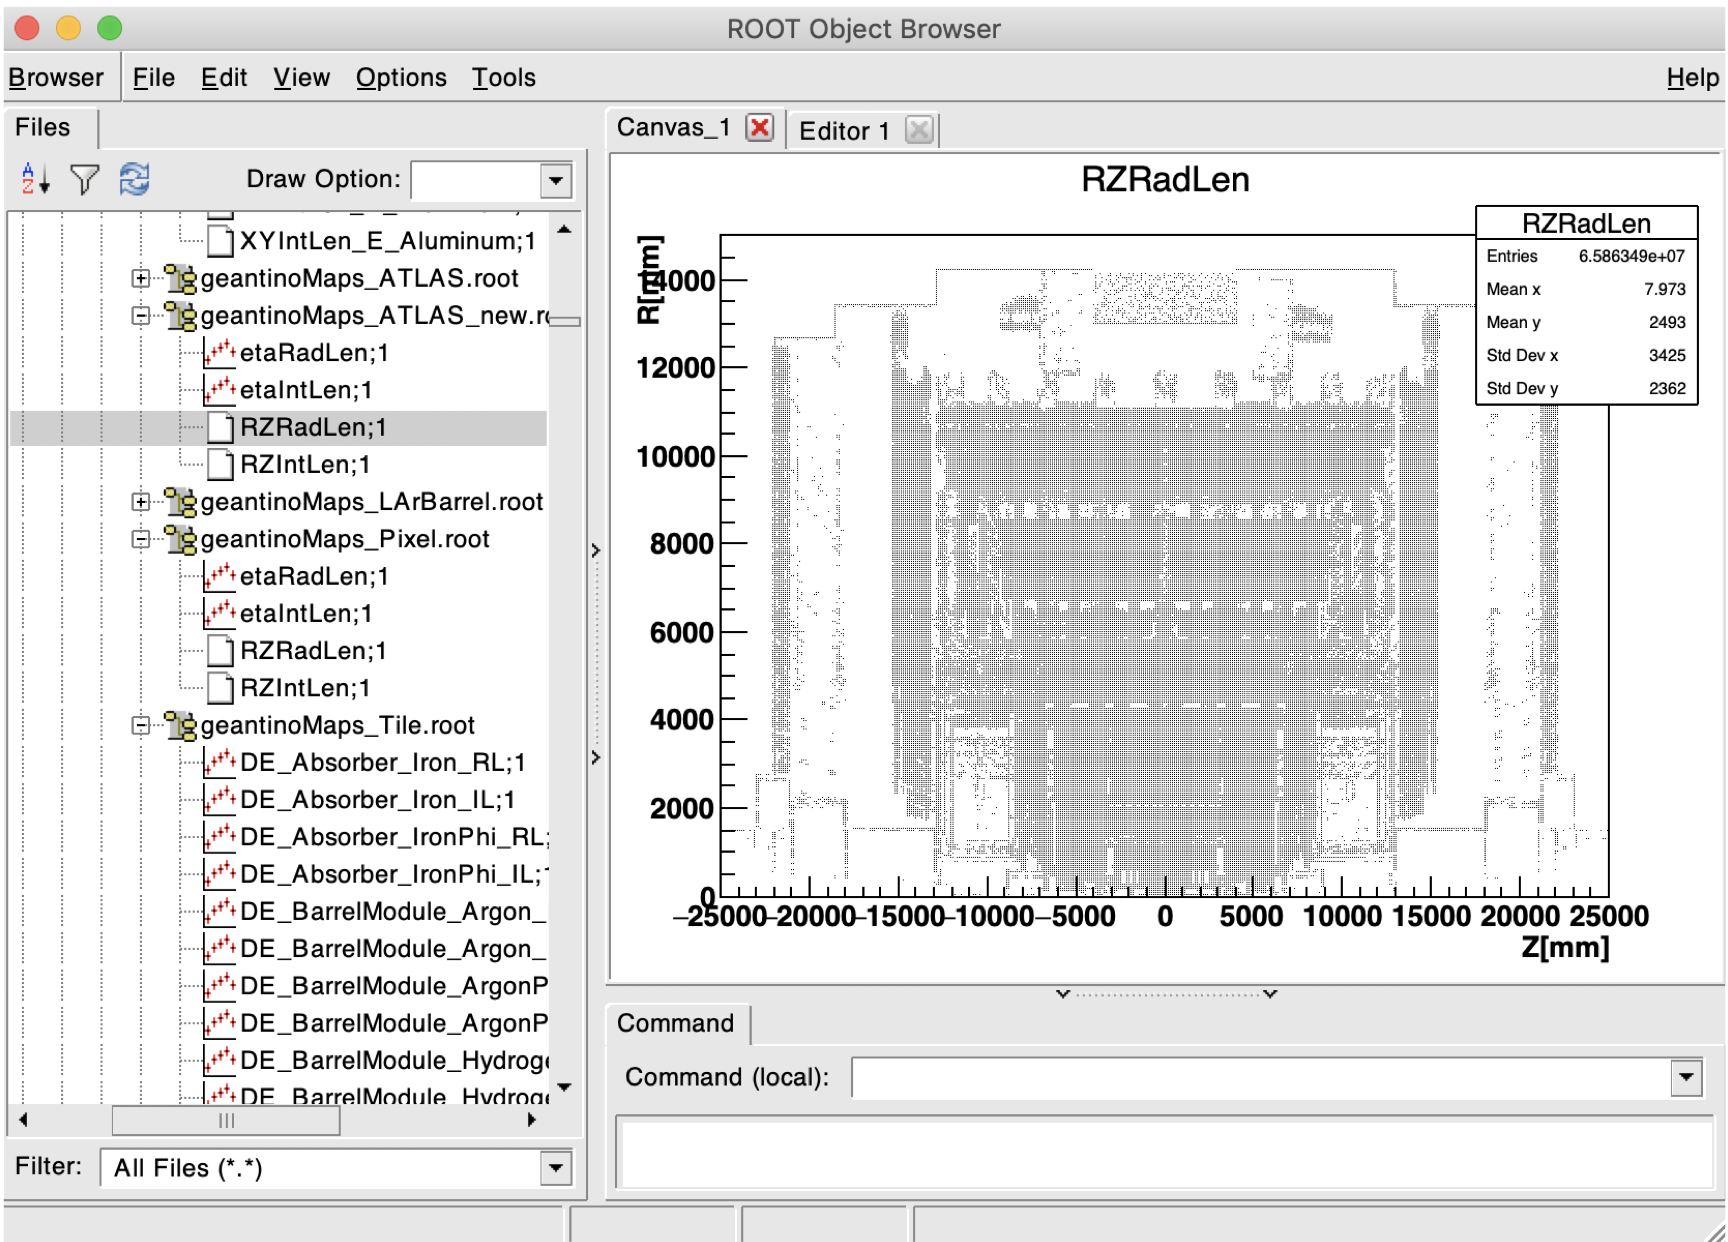 ROOT Object Browser
Browser File Edit View Options Tools Help
Files
Draw Option:
XYIntLen_E_Aluminum;1
geantinoMaps_ATLAS.root
geantinoMaps_ATLAS_new.ro
etaRadLen;1
etaIntLen;1
RZRadLen;1
RZIntLen;1
geantinoMaps_LArBarrel.root
geantinoMaps_Pixel.root
etaRadLen;1
etaIntLen;1
RZRadLen;1
RZIntLen;1
geantinoMaps_Tile.root
DE_Absorber_Iron_RL;1
DE_Absorber_Iron_IL;1
DE_Absorber_IronPhi_RL;
DE_Absorber_IronPhi_IL;1
DE_BarrelModule_Argon_
DE_BarrelModule_Argon_
DE_BarrelModule_ArgonP
DE_BarrelModule_ArgonP
DE_BarrelModule_Hydroge
DE_BarrelModule_Hydroge
Filter: All Files (*.*)
Canvas_1 Editor 1
RZRadLen
RZRadLen
Entries 6.586349e+07
Mean x 7.973
Mean y 2493
Std Dev x 3425
Std Dev y 2362
R[mm]
14000
12000
10000
8000
6000
4000
2000
0
−25000 −20000 −15000 −10000 −5000 0 5000 10000 15000 20000 25000
Z[mm]
Command
Command (local):